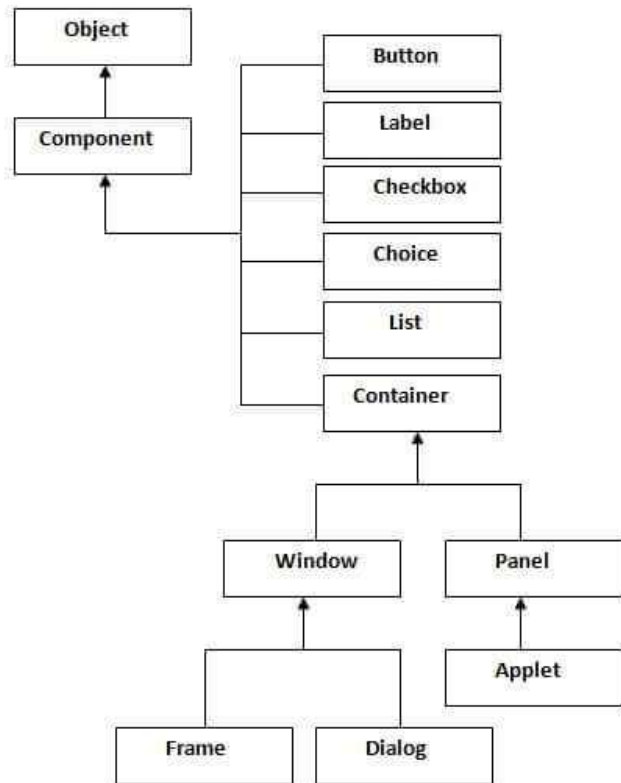 Object
Button
Component
Label
Checkbox
Choice
List
Container
Window
Panel
Applet
Frame
Dialog